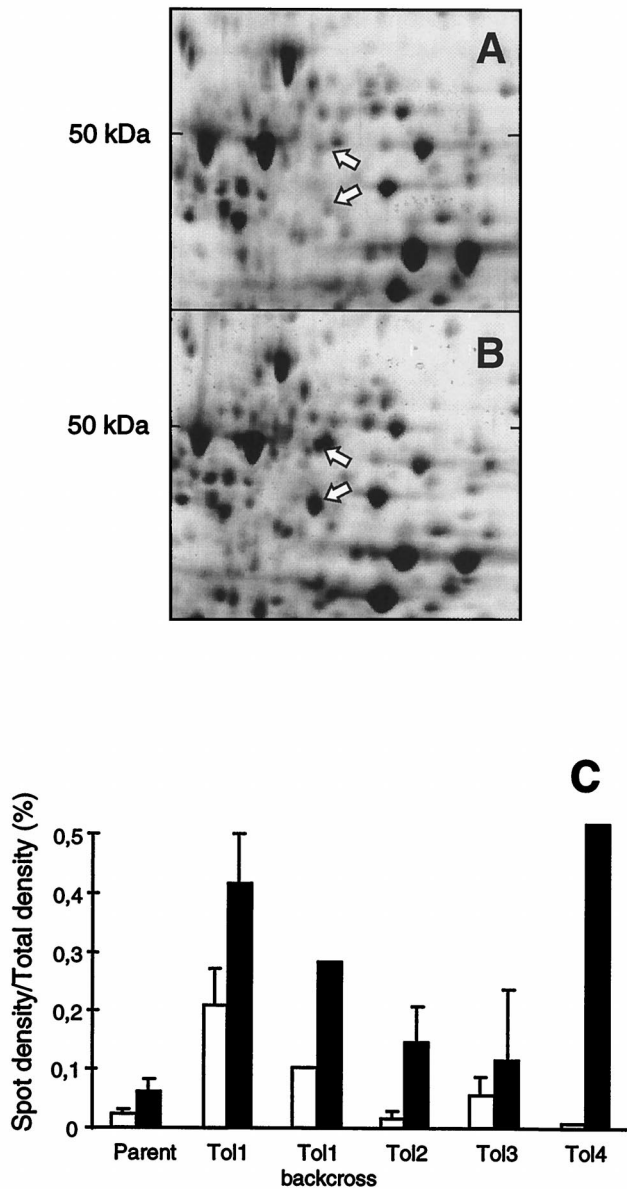 A
50 kDa
B
50 kDa
C
Spot density/Total density (%)
0,5
0,4
0,3
0,2
0,1
0
Parent Tol1 Tol1 backcross Tol2 Tol3 Tol4